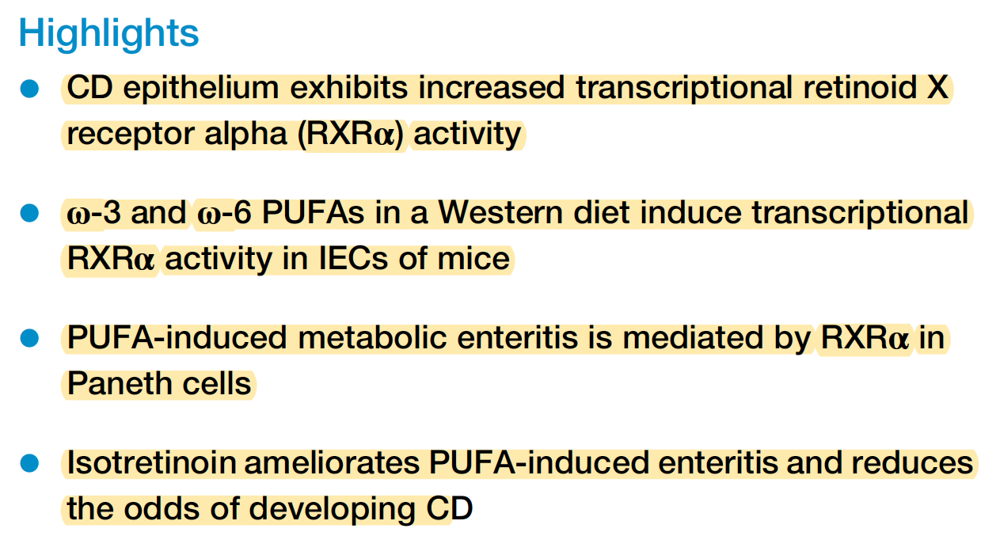 Highlights
CD epithelium exhibits increased transcriptional retinoid X
receptor alpha (RXRα) activity
ω-3 and ω-6 PUFAs in a Western diet induce transcriptional
RXRα activity in IECs of mice
PUFA-induced metabolic enteritis is mediated by RXRα in
Paneth cells
Isotretinoin ameliorates PUFA-induced enteritis and reduces
the odds of developing CD